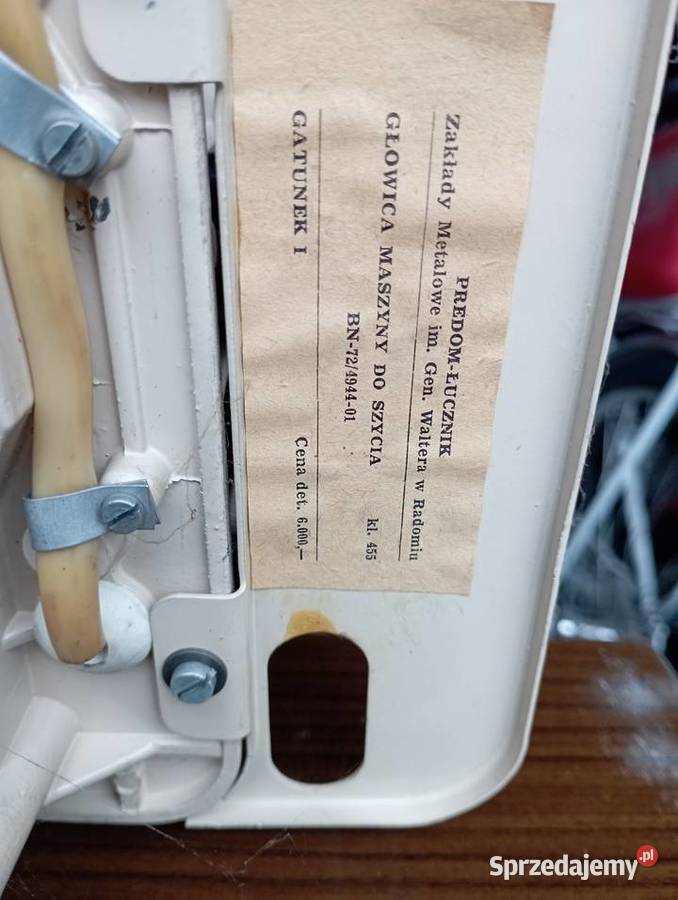 PREDOM-ŁUCZNIK
Zakłady Metalowe im. Gen. Waltera w Radomiu
GŁOWICA MASZYNY DO SZYCIA kl. 455
BN-72/4944-01
GATUNEK I Cena det. 6.000,—
Sprzedajemy.pl